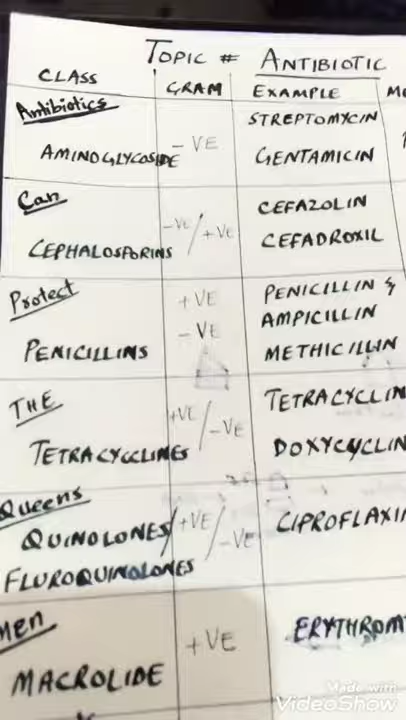 TOPIC # ANTIBIOTIC
CLASS GRAM EXAMPLE
Antibiotics STREPTOMYCIN
AMINOGLYCOSIDE - VE GENTAMICIN
Can CEFAZOLIN
CEPHALOSPORINS -VE/+VE CEFADROXIL
Protect +VE PENICILLIN &
- VE AMPICILLIN
PENICILLINS METHICILLIN
THE +VE/-VE TETRACYCLIN
TETRACYCLINES DOXYCYCLIN
Queens
QUINOLONES/ +VE/-VE CIPROFLAXI
FLUROQUINOLONES
MEN +VE ERYTHROM
MACROLIDE
Made with
VideoShow